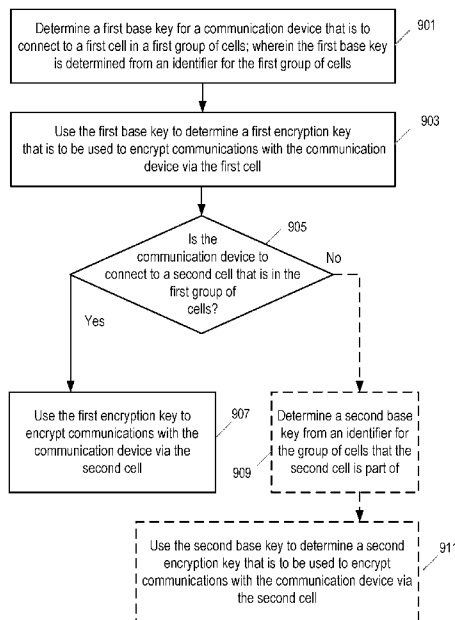 Determine a first base key for a communication device that is to
connect to a first cell in a first group of cells; wherein the first base key
is determined from an identifier for the first group of cells
901
Use the first base key to determine a first encryption key
that is to be used to encrypt communications with the communication
device via the first cell
903
Is the
communication device to
connect to a second cell that is in the
first group of
cells?
905
No
Yes
Use the first encryption key to
encrypt communications with the
communication device via the
second cell
907
Determine a second base
key from an identifier for
the group of cells that the
second cell is part of
909
Use the second base key to determine a second
encryption key that is to be used to encrypt
communications with the communication device via
the second cell
911